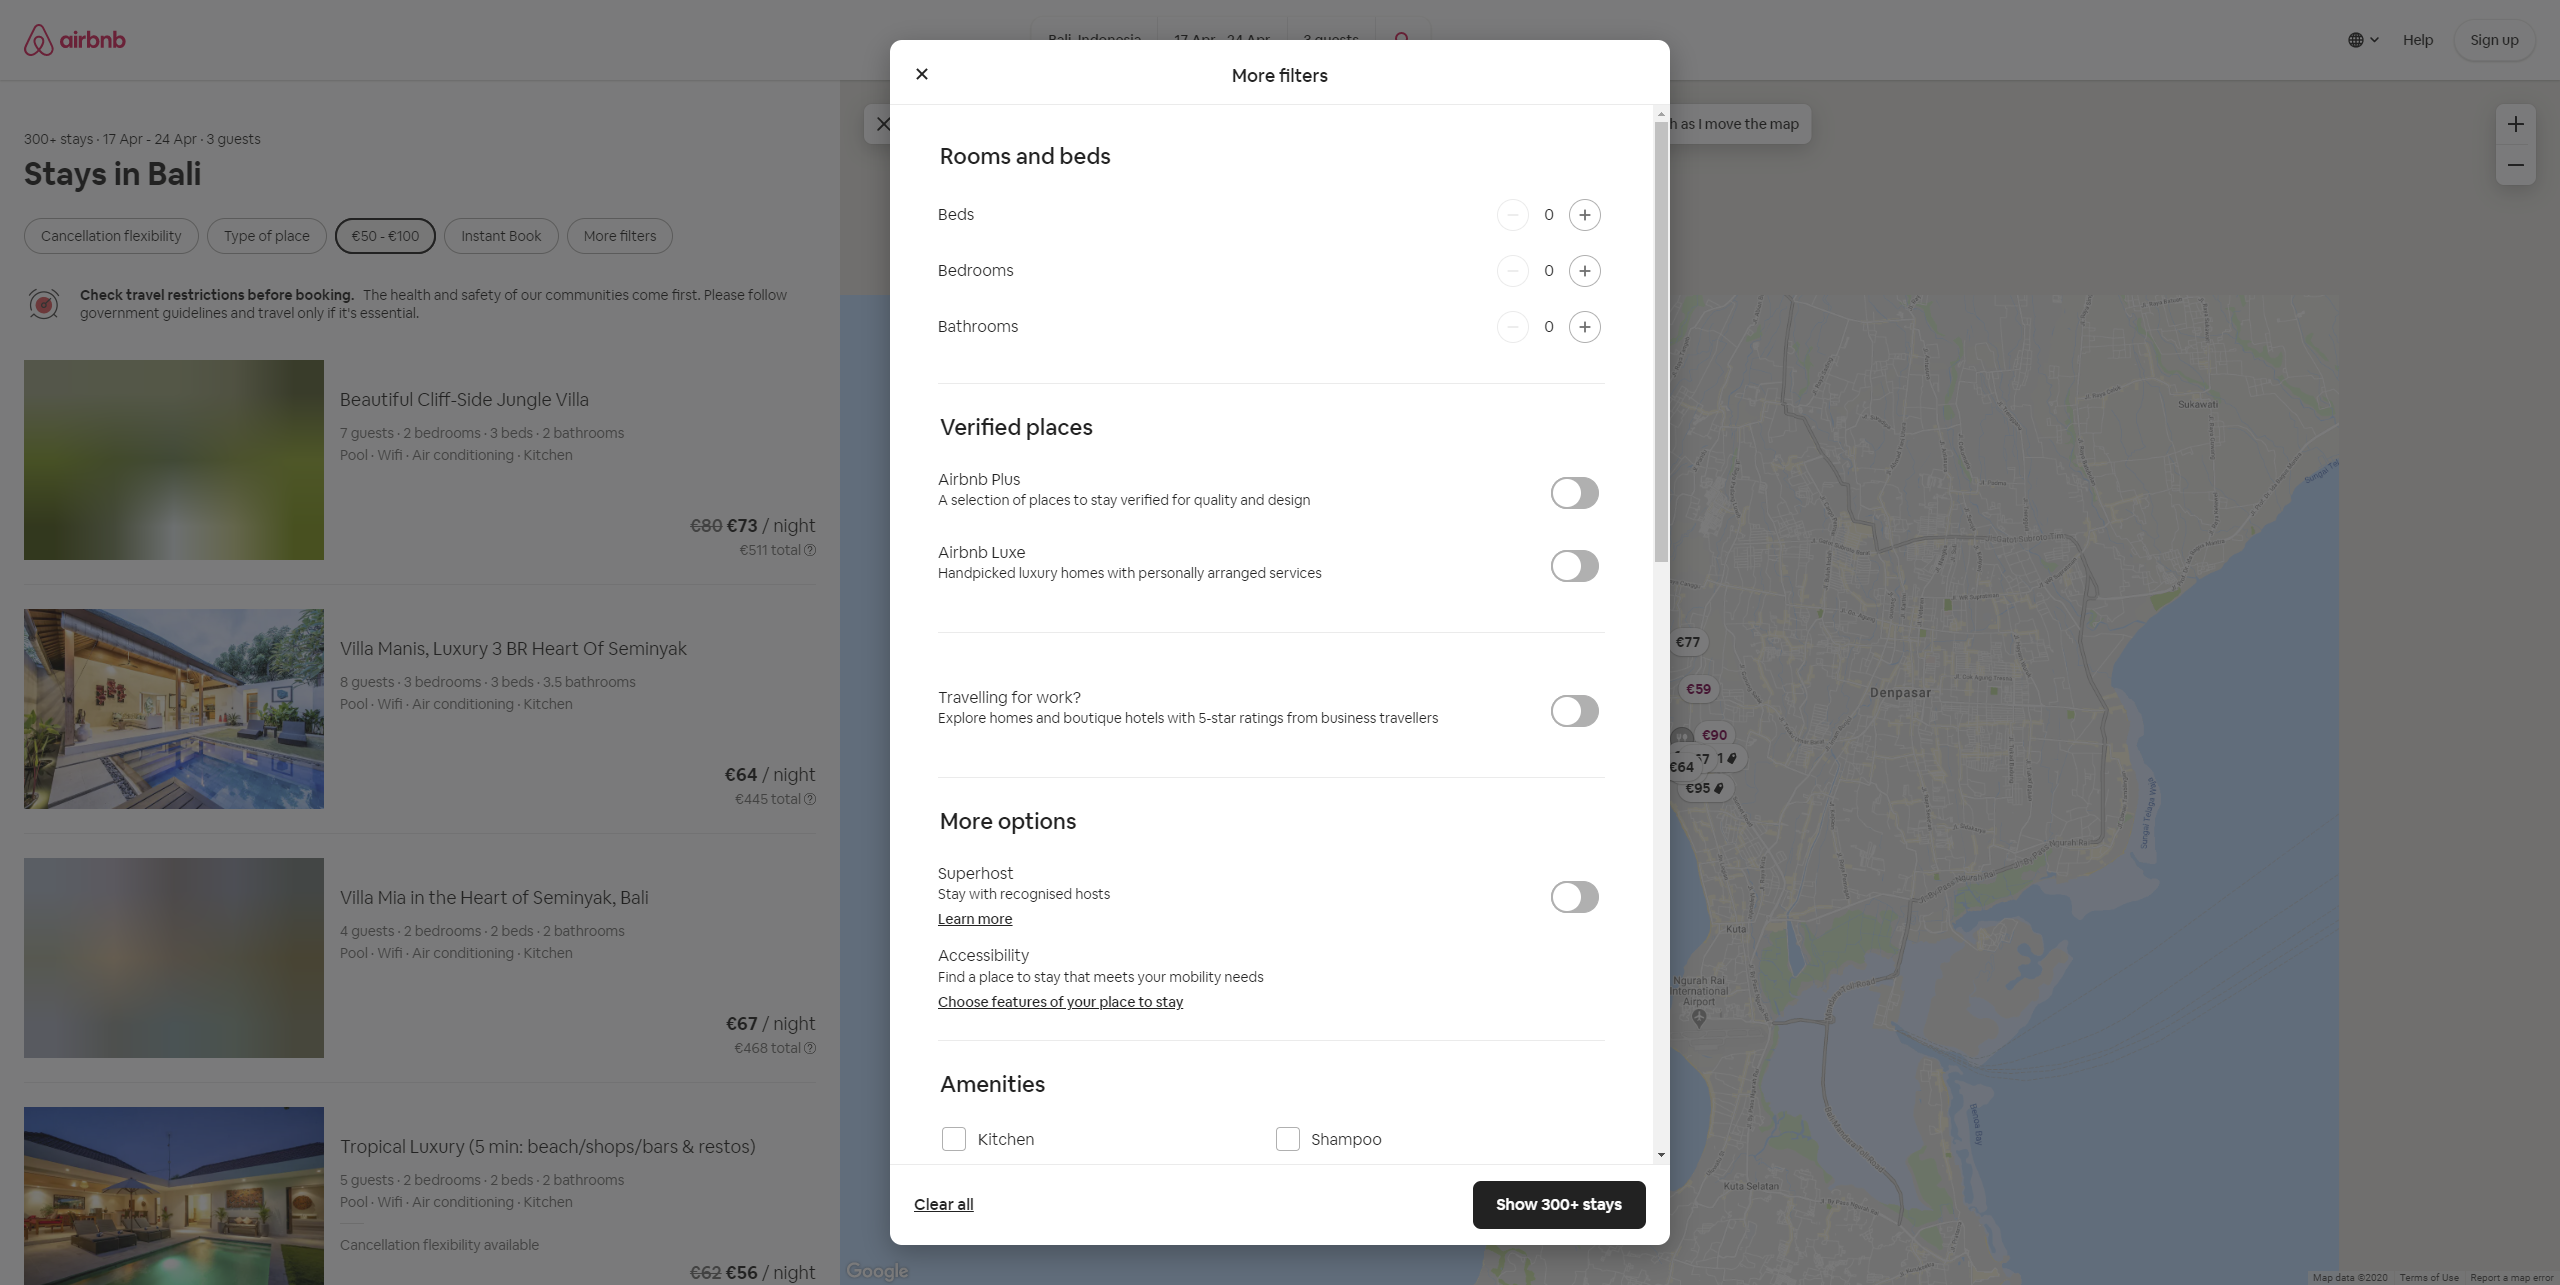 airbnb
Bali, Indonesia
17 Apr - 24 Apr
3 guests
Help
Sign up
300+ stays · 17 Apr - 24 Apr · 3 guests
Stays in Bali
Cancellation flexibility
Type of place
€50 - €100
Instant Book
More filters
Check travel restrictions before booking. The health and safety of our communities come first. Please follow
government guidelines and travel only if it's essential.
Beautiful Cliff-Side Jungle Villa
7 guests · 2 bedrooms · 3 beds · 2 bathrooms
Pool · Wifi · Air conditioning · Kitchen
€80 €73 / night
€511 total
Villa Manis, Luxury 3 BR Heart Of Seminyak
8 guests · 3 bedrooms · 3 beds · 3.5 bathrooms
Pool · Wifi · Air conditioning · Kitchen
€64 / night
€445 total
Villa Mia in the Heart of Seminyak, Bali
4 guests · 2 bedrooms · 2 beds · 2 bathrooms
Pool · Wifi · Air conditioning · Kitchen
€67 / night
€468 total
Tropical Luxury (5 min: beach/shops/bars & restos)
5 guests · 2 bedrooms · 2 beds · 2 bathrooms
Pool · Wifi · Air conditioning · Kitchen
Cancellation flexibility available
€62 €56 / night
More filters
Rooms and beds
Beds
0
Bedrooms
0
Bathrooms
0
Verified places
Airbnb Plus
A selection of places to stay verified for quality and design
Airbnb Luxe
Handpicked luxury homes with personally arranged services
Travelling for work?
Explore homes and boutique hotels with 5-star ratings from business travellers
More options
Superhost
Stay with recognised hosts
Learn more
Accessibility
Find a place to stay that meets your mobility needs
Choose features of your place to stay
Amenities
Kitchen
Shampoo
Clear all
Show 300+ stays
h as I move the map
Sukawati
€77
€59
Denpasar
€90
€64
€95
Kuta
Ngurah Rai
International
Airport
Kuta Selatan
Google
Map data ©2020
Terms of Use
Report a map error